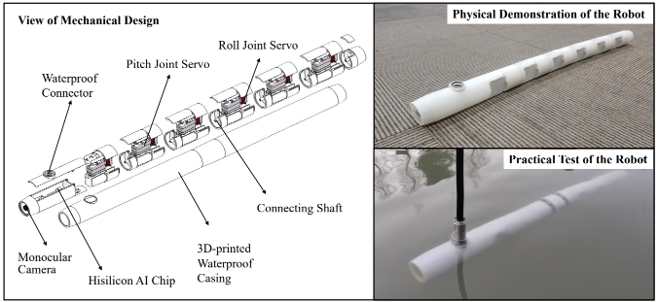 View of Mechanical Design
Waterproof
Connector
Pitch Joint Servo
Roll Joint Servo
Connecting Shaft
3D-printed
Waterproof
Casing
Monocular
Camera
Hisilicon AI Chip
Physical Demonstration of the Robot
Practical Test of the Robot